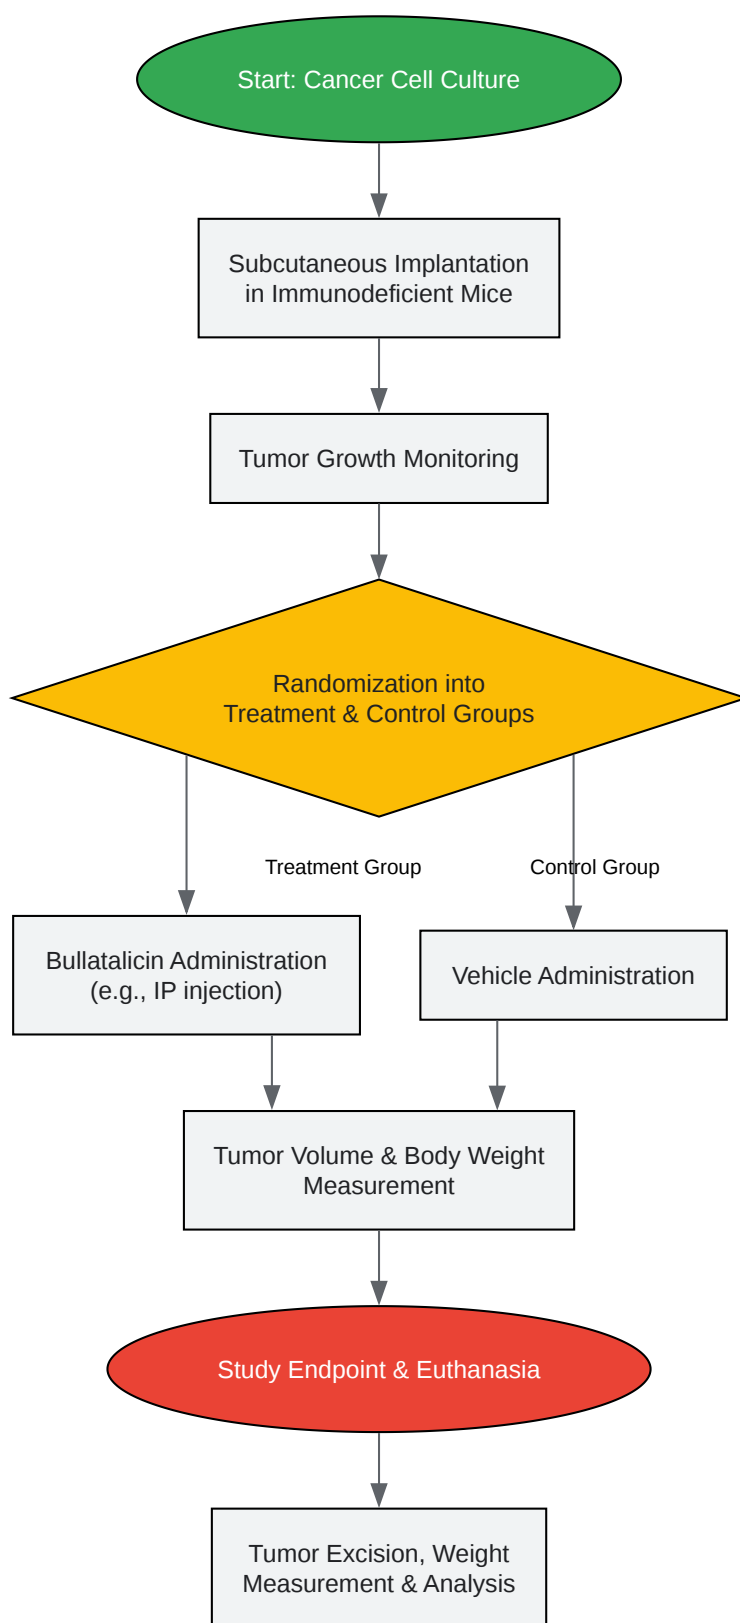 Start: Cancer Cell Culture
Subcutaneous Implantation
in Immunodeficient Mice
Tumor Growth Monitoring
Randomization into
Treatment & Control Groups
Treatment Group
Control Group
Bullatalicin Administration
(e.g., IP injection)
Vehicle Administration
Tumor Volume & Body Weight
Measurement
Study Endpoint & Euthanasia
Tumor Excision, Weight
Measurement & Analysis